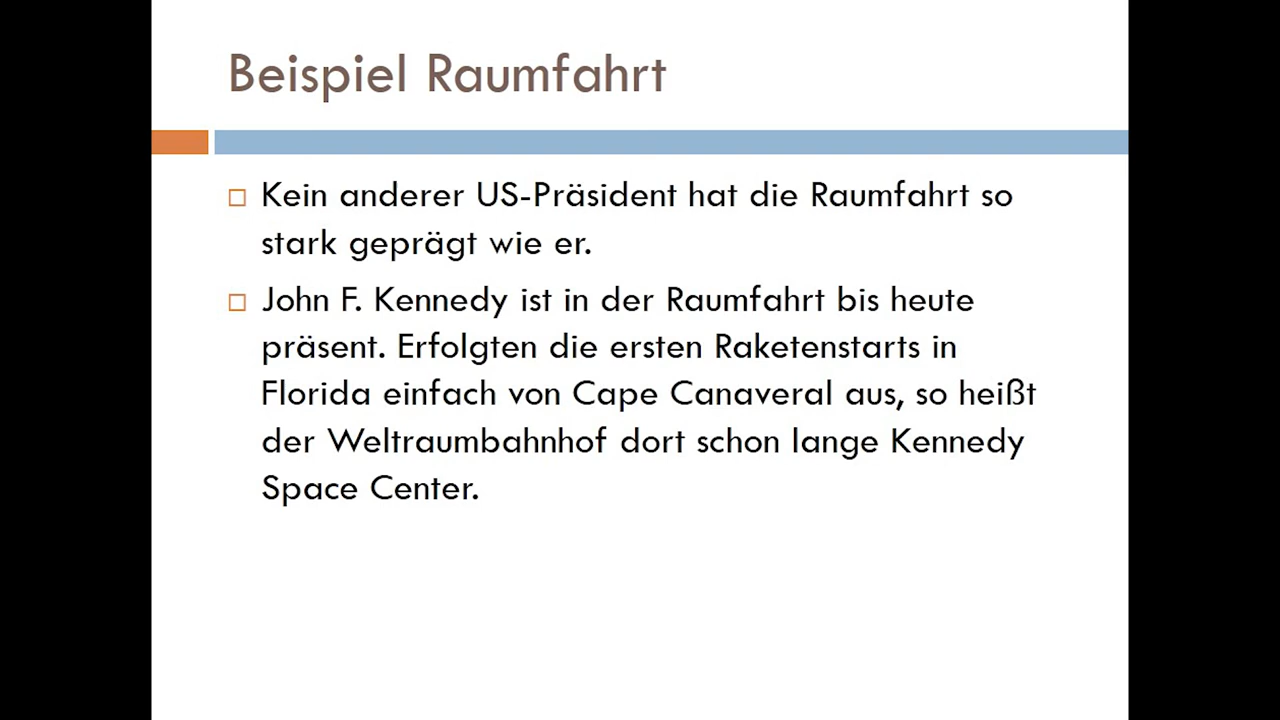 Beispiel Raumfahrt
Kein anderer US-Präsident hat die Raumfahrt so
stark geprägt wie er.
John F. Kennedy ist in der Raumfahrt bis heute
präsent. Erfolgten die ersten Raketenstarts in
Florida einfach von Cape Canaveral aus, so heißt
der Weltraumbahnhof dort schon lange Kennedy
Space Center.